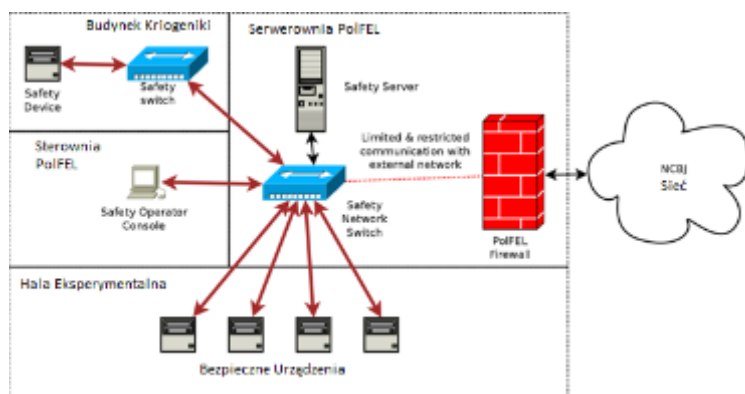 Budynek Kriogeniki
Serwerownia PolFEL
Safety
Device
Safety
switch
Safety Server
Limited & restricted
communication with
external network
Sterownia
PolFEL
Safety Operator
Console
Safety
Network
Switch
PolFEL
Firewall
NCBJ
Sieć
Hala Eksperymentalna
Bezpieczne Urządzenia